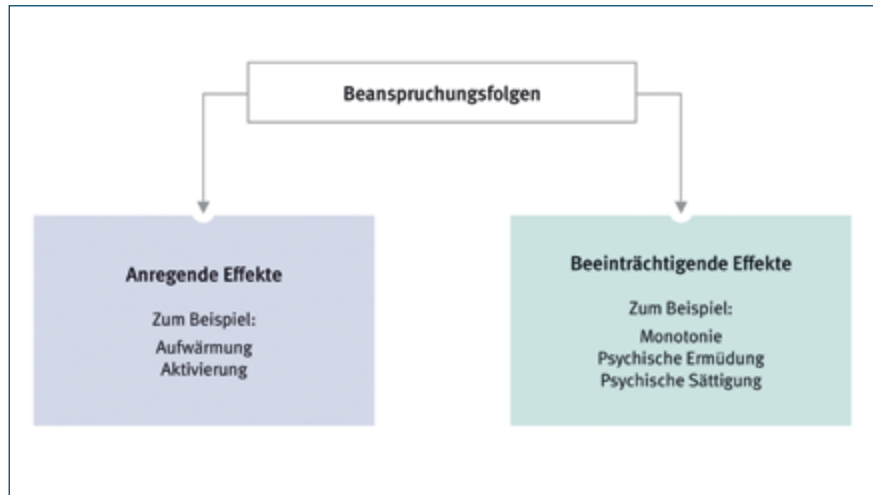 Beanspruchungsfolgen
Anregende Effekte
Zum Beispiel:
Aufwärmung
Aktivierung
Beeinträchtigende Effekte
Zum Beispiel:
Monotonie
Psychische Ermüdung
Psychische Sättigung